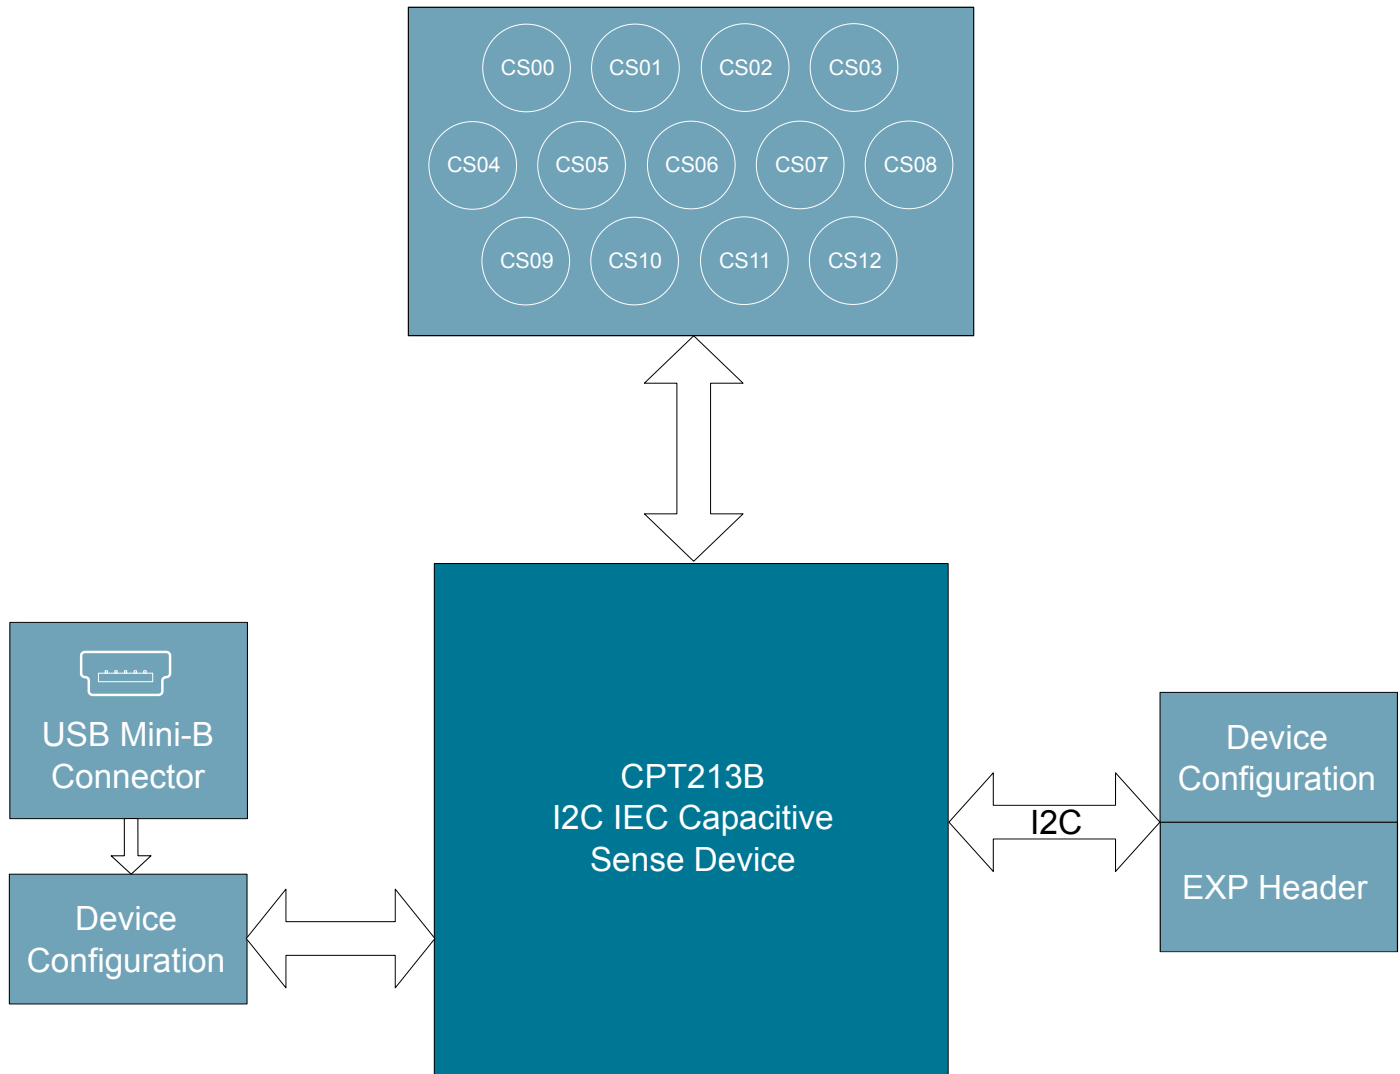 CS00 CS01 CS02 CS03
CS04 CS05 CS06 CS07 CS08
CS09 CS10 CS11 CS12
USB Mini-B
Connector
Device
Configuration
CPT213B
I2C IEC Capacitive
Sense Device
I2C
Device
Configuration
EXP Header